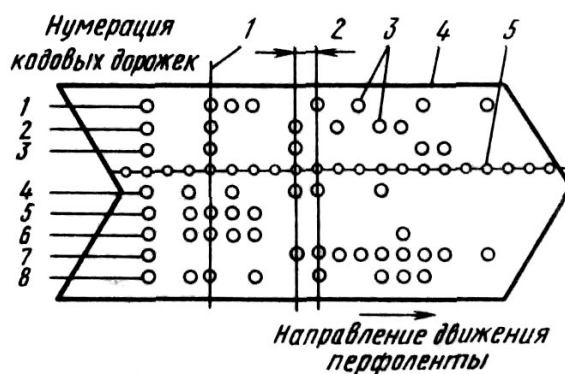 Нумерация
кодовых дорожек
1 2 3 4 5
1
2
3
4
5
6
7
8
Направление движения
перфоленты